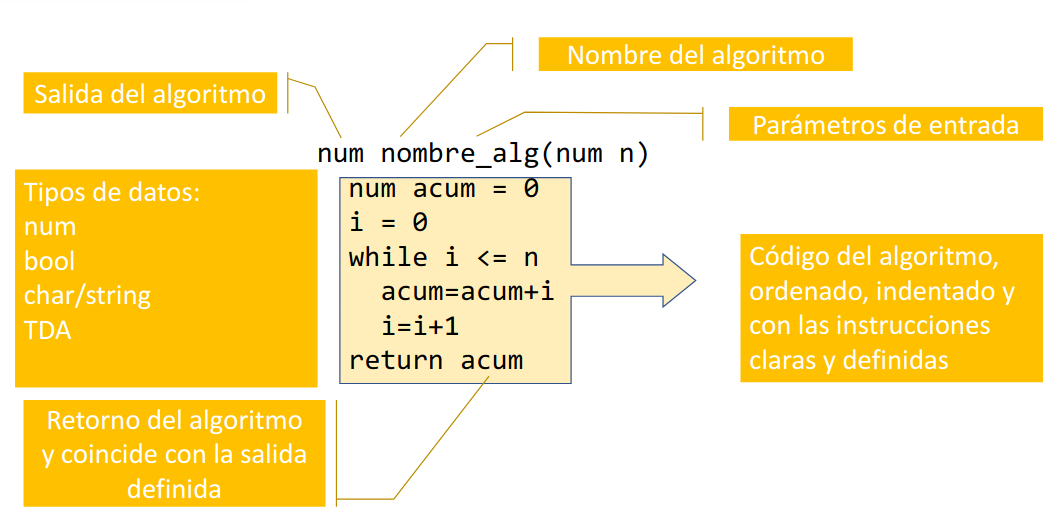 Nombre del algoritmo
Salida del algoritmo
Parámetros de entrada
num nombre_alg(num n)
Tipos de datos:
num
bool
char/string
TDA
num acum = 0
i = 0
while i <= n
acum=acum+i
i=i+1
return acum
Código del algoritmo,
ordenado, indentado y
con las instrucciones
claras y definidas
Retorno del algoritmo
y coincide con la salida
definida